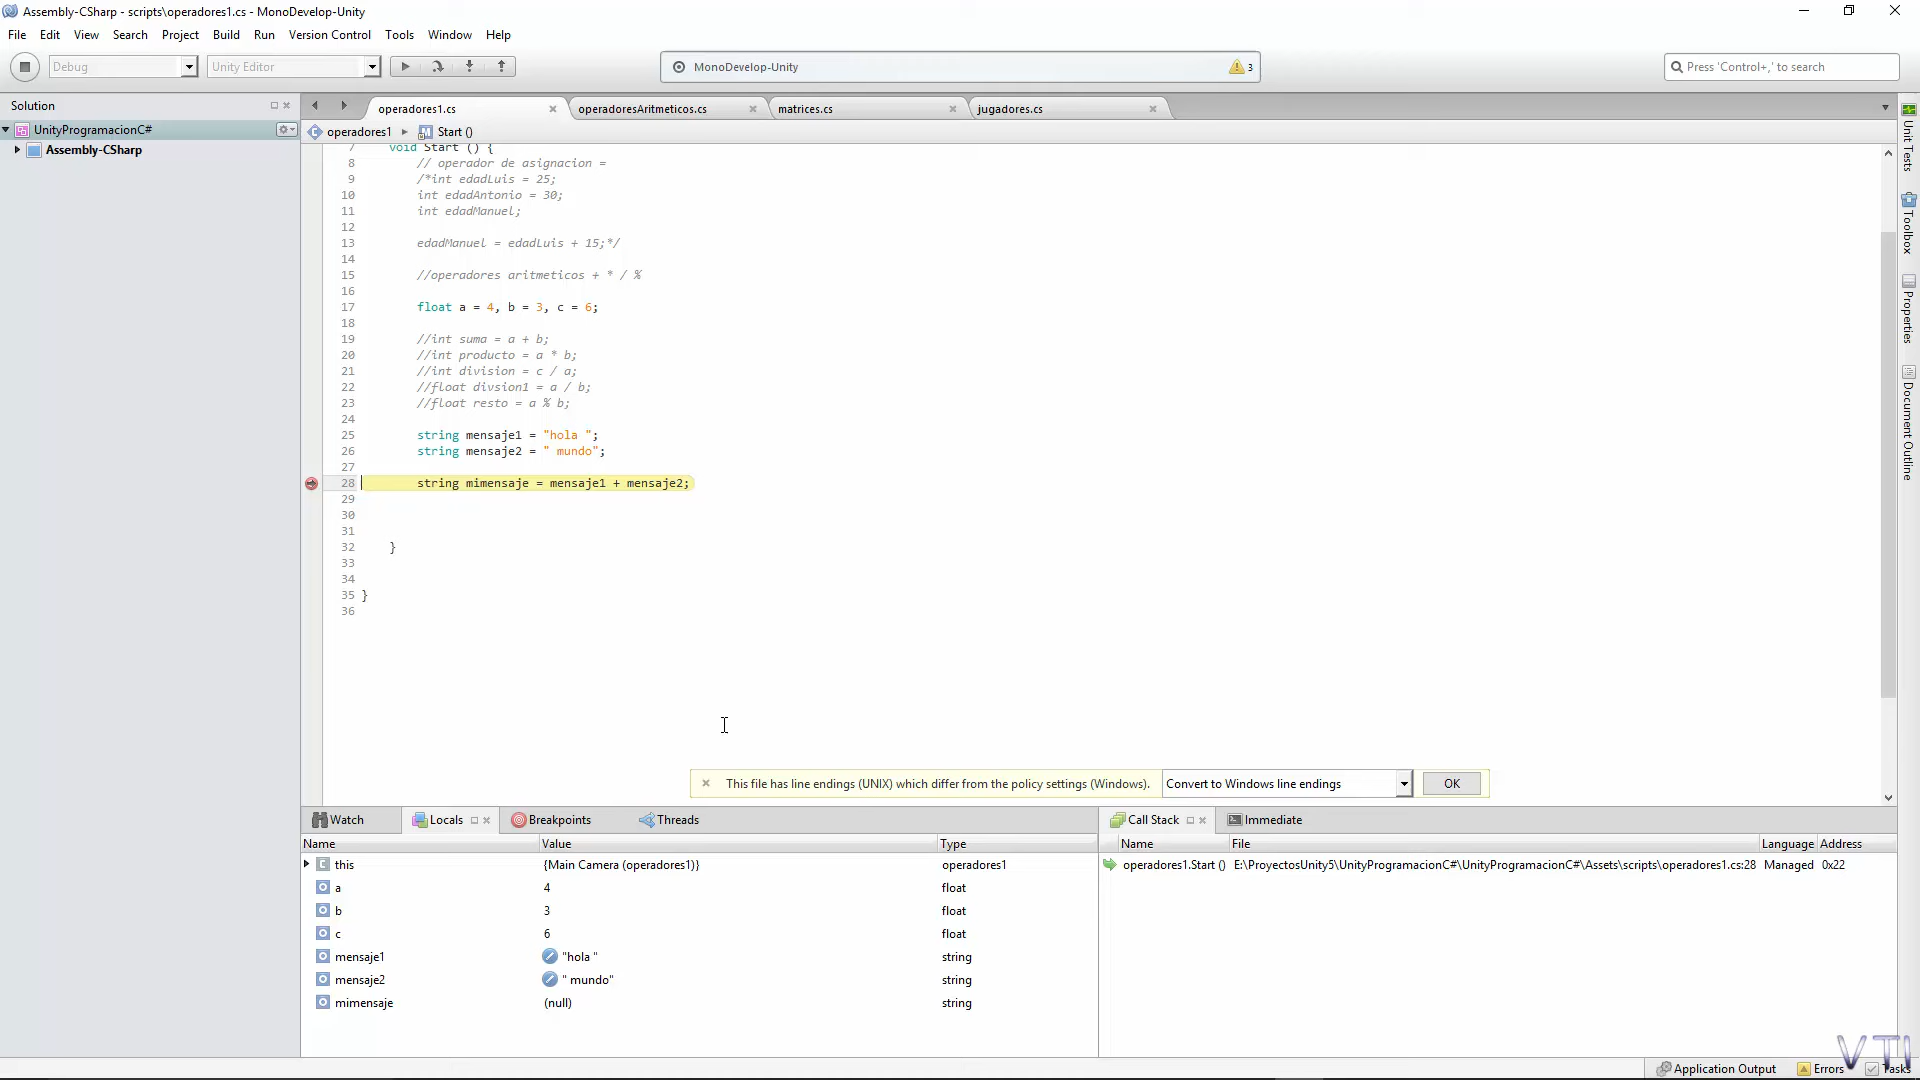 Assembly-CSharp - scripts\operadores1.cs - MonoDevelop-Unity
File Edit View Search Project Build Run Version Control Tools Window Help
Debug Unity Editor MonoDevelop-Unity 3 Press 'Control+,' to search
Solution
UnityProgramacionC#
Assembly-CSharp
operadores1.cs operadoresAritmeticos.cs matrices.cs jugadores.cs
operadores1 Start ()
7 void Start () {
8 // operador de asignacion =
9 /*int edadLuis = 25;
10 int edadAntonio = 30;
11 int edadManuel;
12
13 edadManuel = edadLuis + 15;*/
14
15 //operadores aritmeticos + * / %
16
17 float a = 4, b = 3, c = 6;
18
19 //int suma = a + b;
20 //int producto = a * b;
21 //int division = c / a;
22 //float divsion1 = a / b;
23 //float resto = a % b;
24
25 string mensaje1 = "hola ";
26 string mensaje2 = " mundo";
27
28 string mimensaje = mensaje1 + mensaje2;
29
30
31
32 }
33
34
35 }
36
Unit Tests
Toolbox
Properties
Document Outline
This file has line endings (UNIX) which differ from the policy settings (Windows). Convert to Windows line endings OK
Watch Locals Breakpoints Threads
Name Value Type
this {Main Camera (operadores1)} operadores1
a 4 float
b 3 float
c 6 float
mensaje1 "hola " string
mensaje2 " mundo" string
mimensaje (null) string
Call Stack Immediate
Name File Language Address
operadores1.Start () E:\ProyectosUnity5\UnityProgramacionC#\UnityProgramacionC#\Assets\scripts\operadores1.cs:28 Managed 0x22
VTI
Application Output Errors Tasks